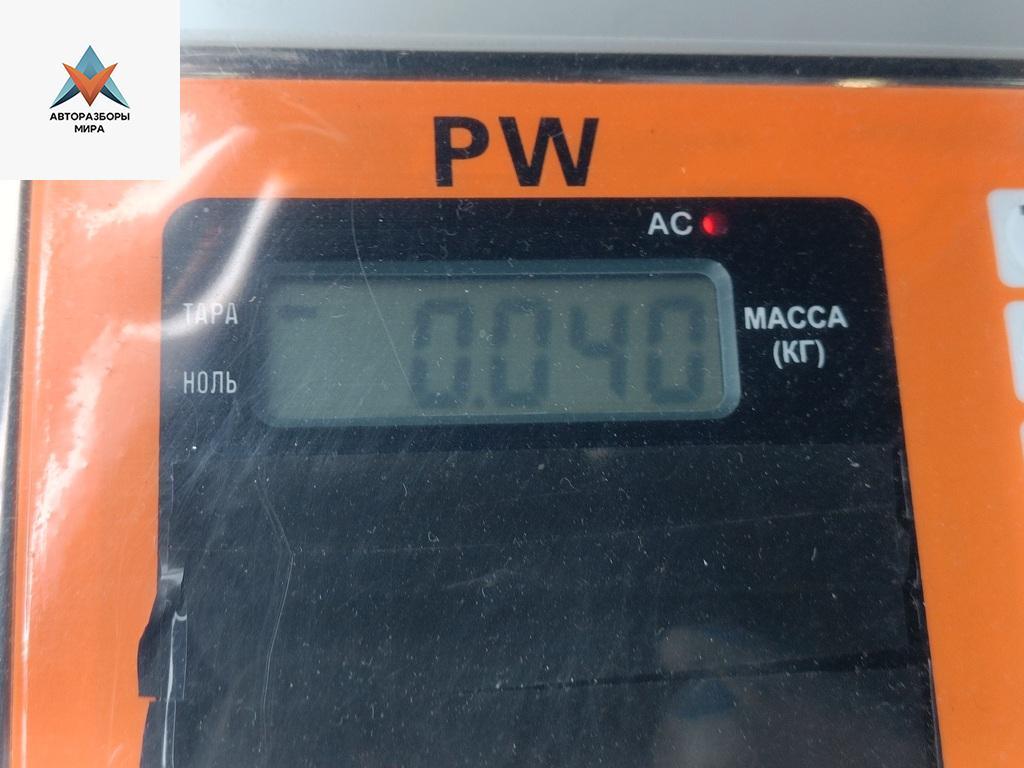 АВТОРАЗБОРЫ
МИРА
PW
AC
ТАРА
0.040
МАССА
(КГ)
НОЛЬ